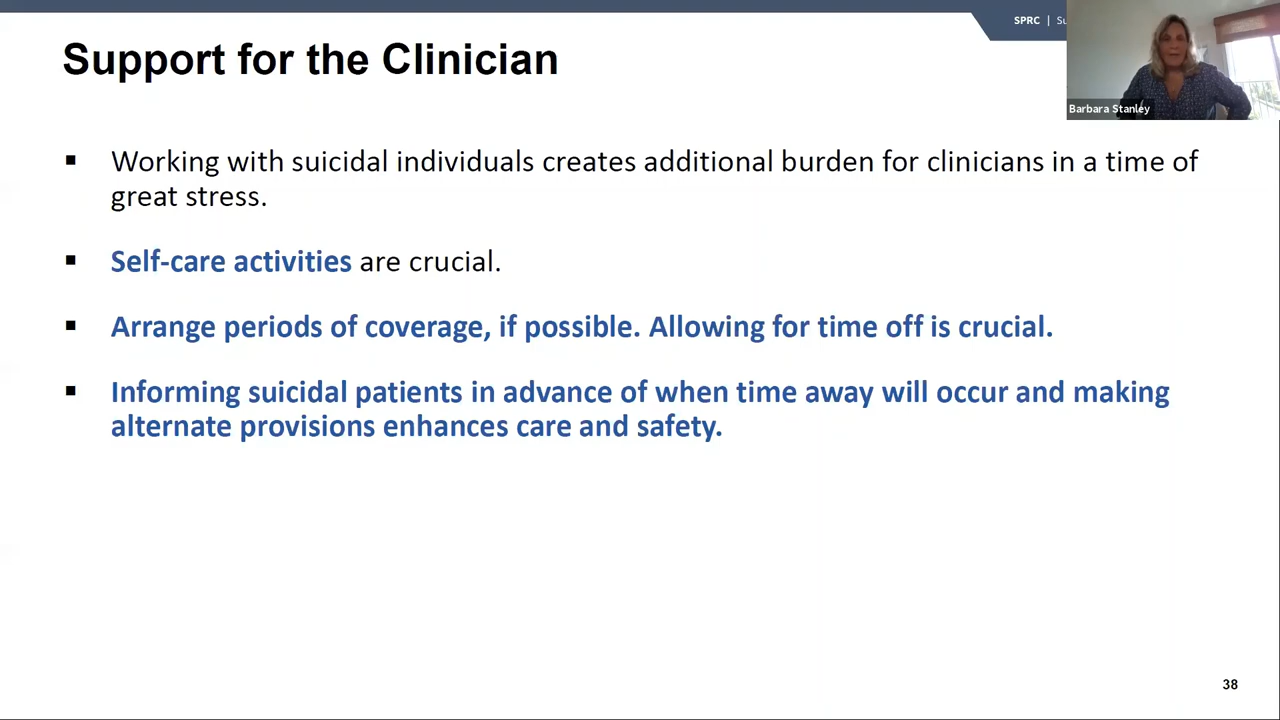 SPRC |
Support for the Clinician
Barbara Stanley
▪ Working with suicidal individuals creates additional burden for clinicians in a time of
great stress.
▪ Self-care activities are crucial.
▪ Arrange periods of coverage, if possible. Allowing for time off is crucial.
▪ Informing suicidal patients in advance of when time away will occur and making
alternate provisions enhances care and safety.
38